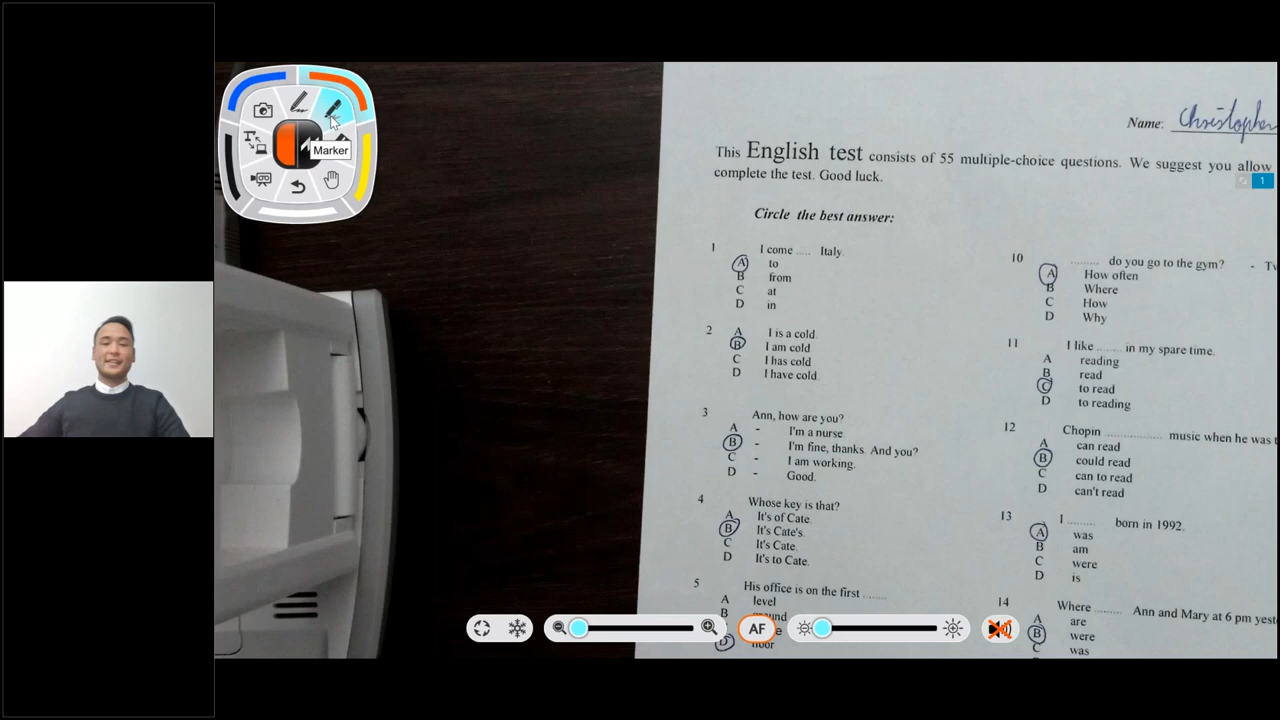 Marker
Name: Christopher
This English test consists of 55 multiple-choice questions. We suggest you allow
complete the test. Good luck.
1
Circle the best answer:
1 I come ..... Italy.
A to
B from
C at
D in
2 A I is a cold.
B I am cold
C I has cold
D I have cold.
3 Ann, how are you?
A - I'm a nurse
B - I'm fine, thanks. And you?
C - I am working.
D - Good.
4 Whose key is that?
A It's of Cate.
B It's Cate's.
C It's Cate.
D It's to Cate.
5 His office is on the first ........
A level
B
D floor
10 ......... do you go to the gym? -
A How often
B Where
C How
D Why
11 I like ........ in my spare time.
A reading
B read
C to read
D to reading
12 Chopin ................ music when he was
A can read
B could read
C can to read
D can't read
13 I ......... born in 1992.
A was
B am
C were
D is
14 Where ........ Ann and Mary at 6 pm
A are
B were
C was
AF